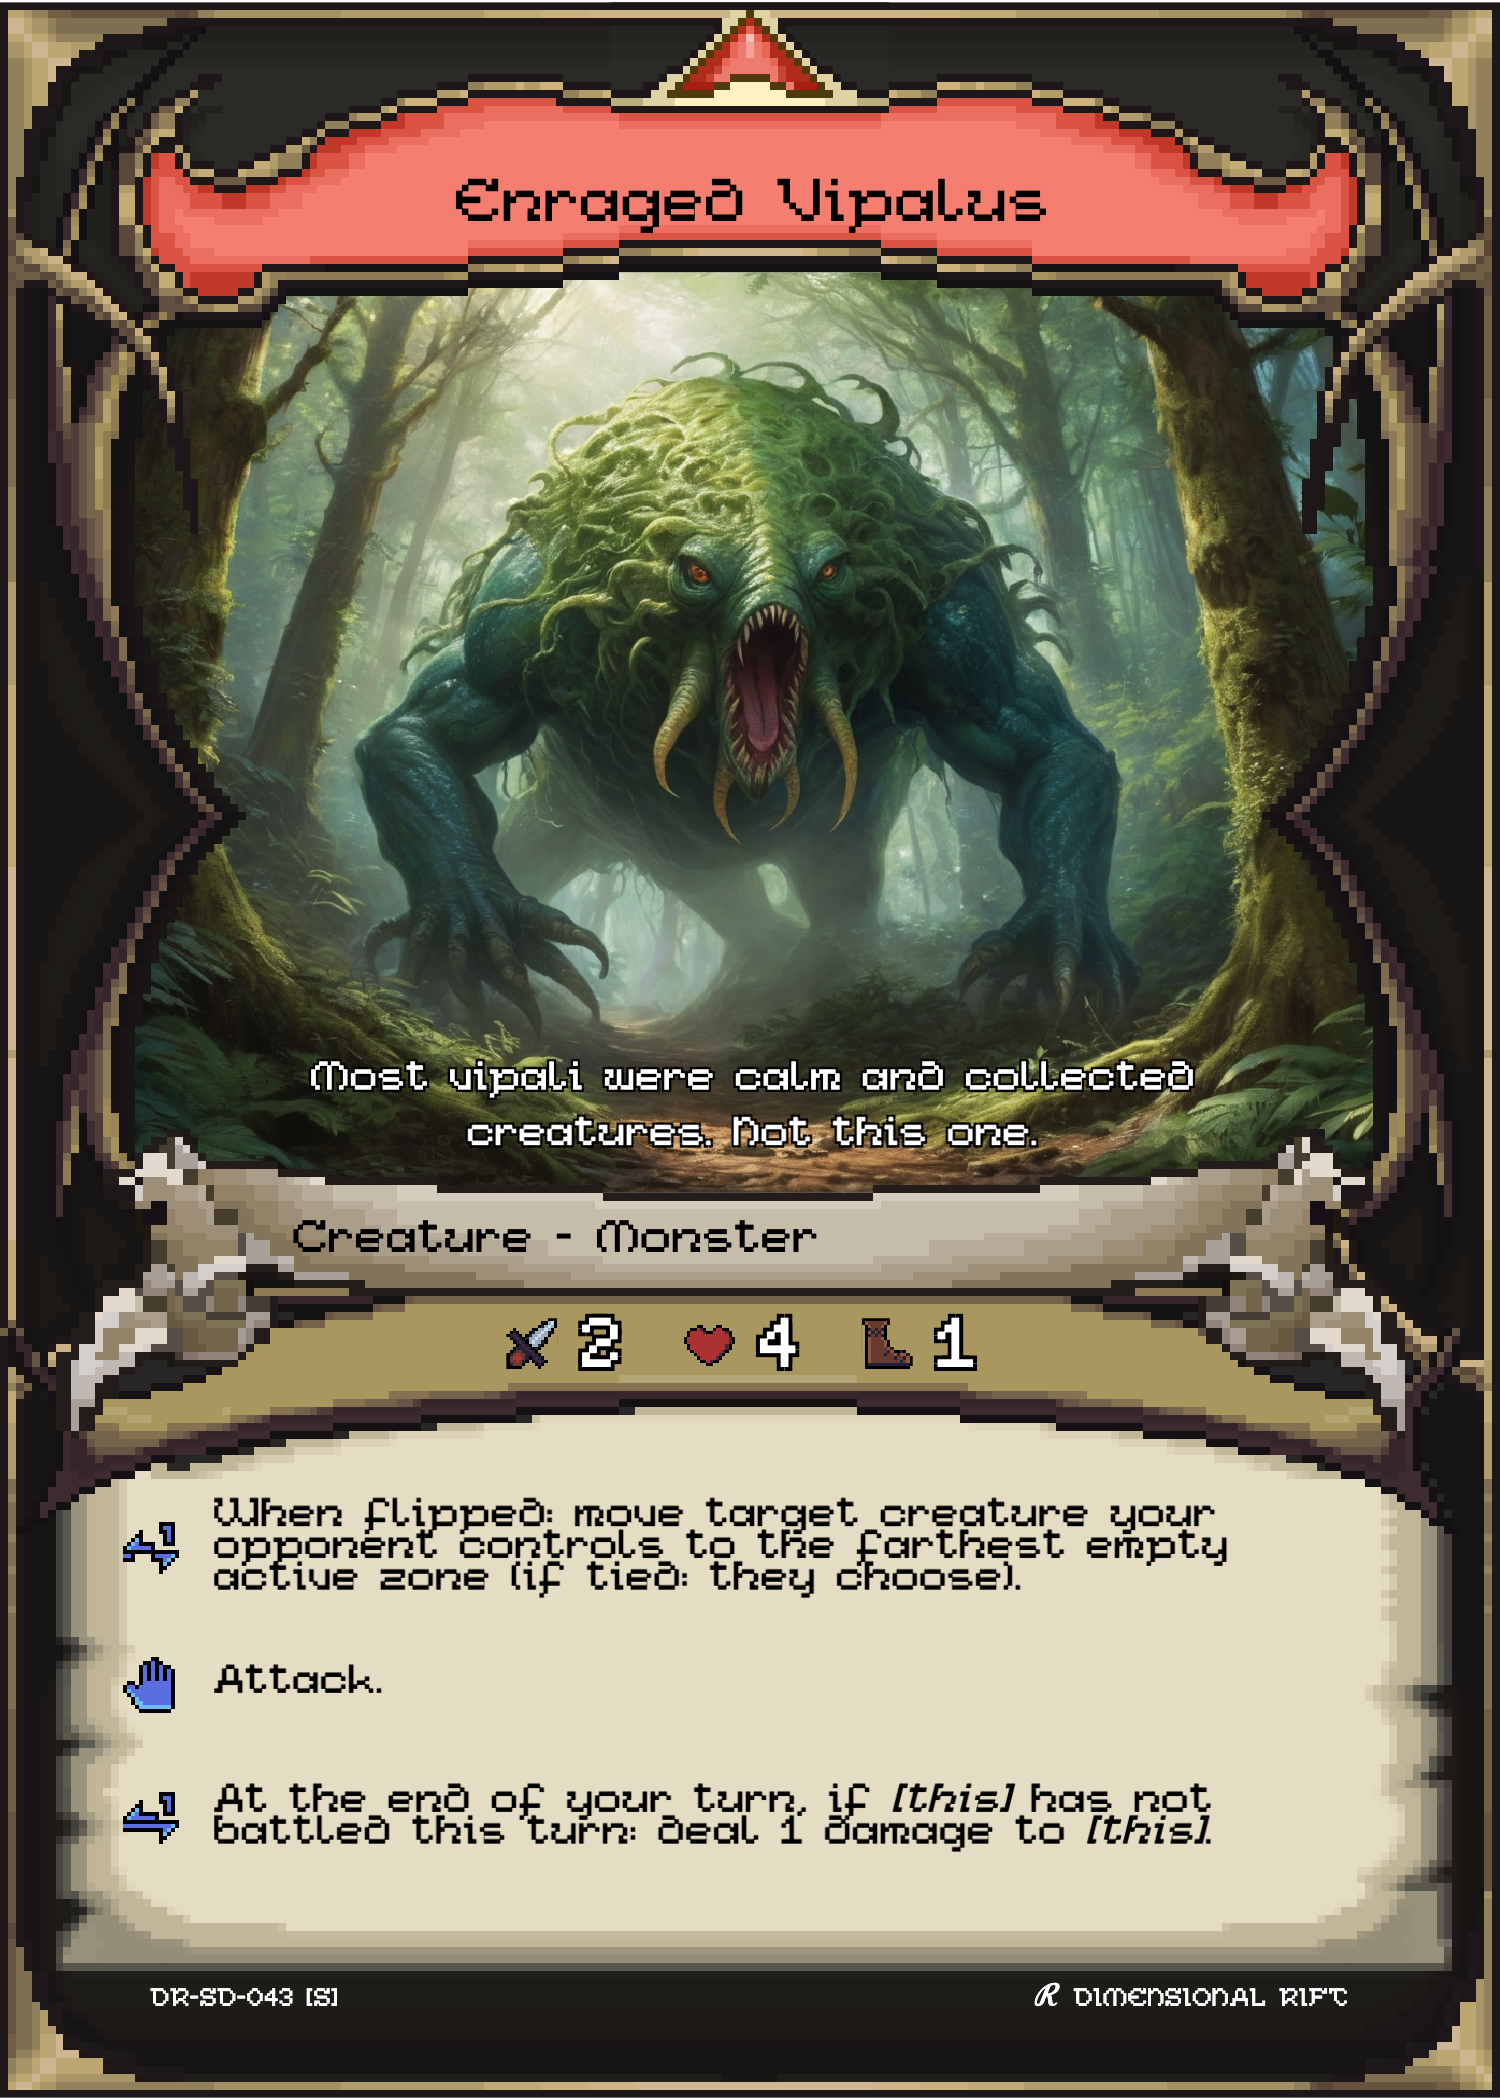 Enraged Vipalus
Most vipali were calm and collected
creatures. Not this one.
Creature - Monster
2 4 1
When flipped: move target creature your
opponent controls to the farthest empty
active zone (if tied: they choose).
Attack.
At the end of your turn, if [this] has not
battled this turn: deal 1 damage to [this].
DR-SD-043 [S]
R DIMENSIONAL RIFT